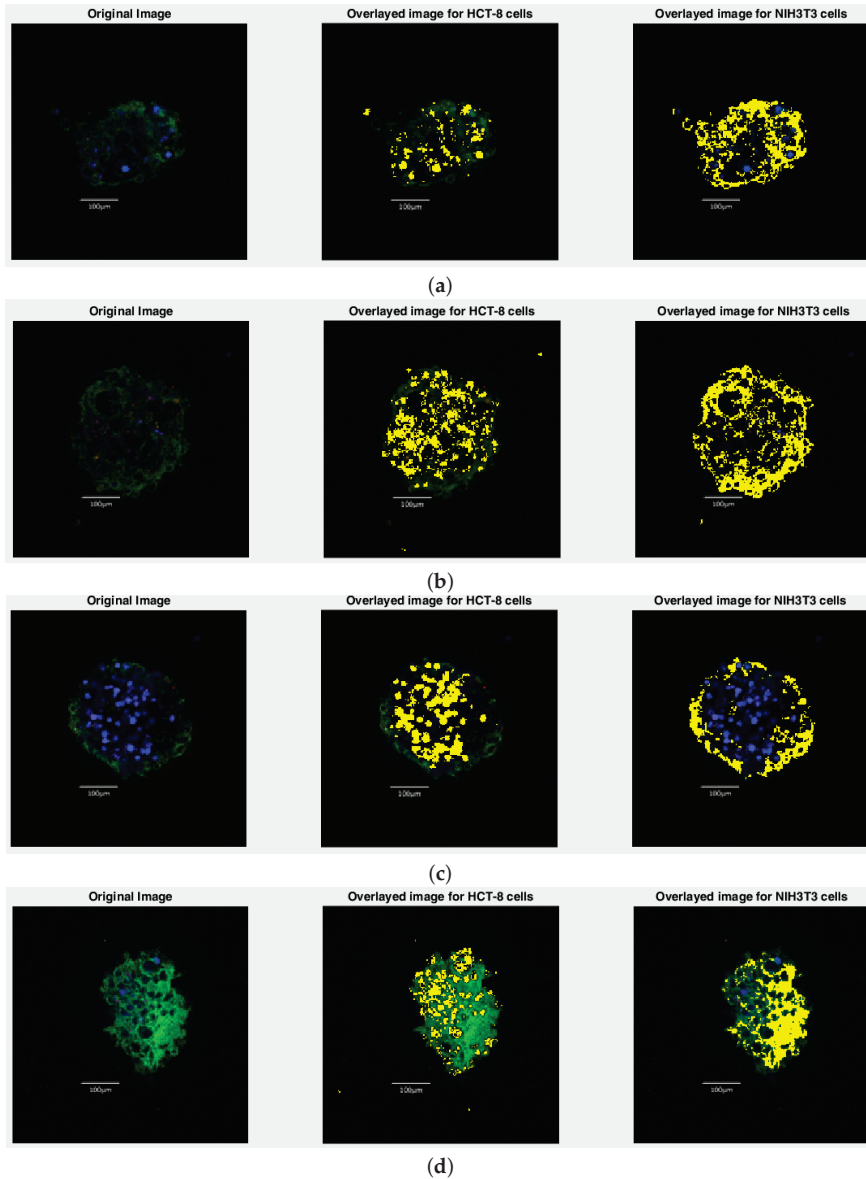 Original Image Overlayed image for HCT-8 cells Overlayed image for NIH3T3 cells
100μm 100μm 100μm
(a)
Original Image Overlayed image for HCT-8 cells Overlayed image for NIH3T3 cells
100μm 100μm 100μm
(b)
Original Image Overlayed image for HCT-8 cells Overlayed image for NIH3T3 cells
100μm 100μm 100μm
(c)
Original Image Overlayed image for HCT-8 cells Overlayed image for NIH3T3 cells
100μm 100μm 100μm
(d)